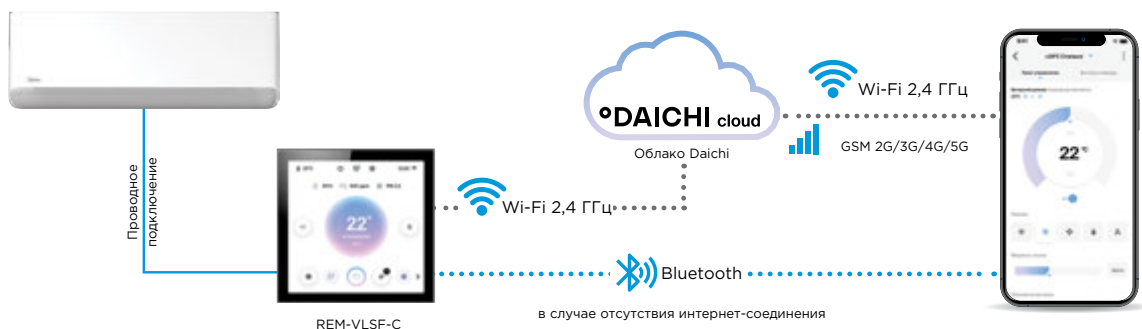 °DAICHI cloud
Облако Daichi
Wi-Fi 2,4 ГГц
GSM 2G/3G/4G/5G
Проводное
подключение
Wi-Fi 2,4 ГГц
22°
22°
Bluetooth
в случае отсутствия интернет-соединения
REM-VLSF-C